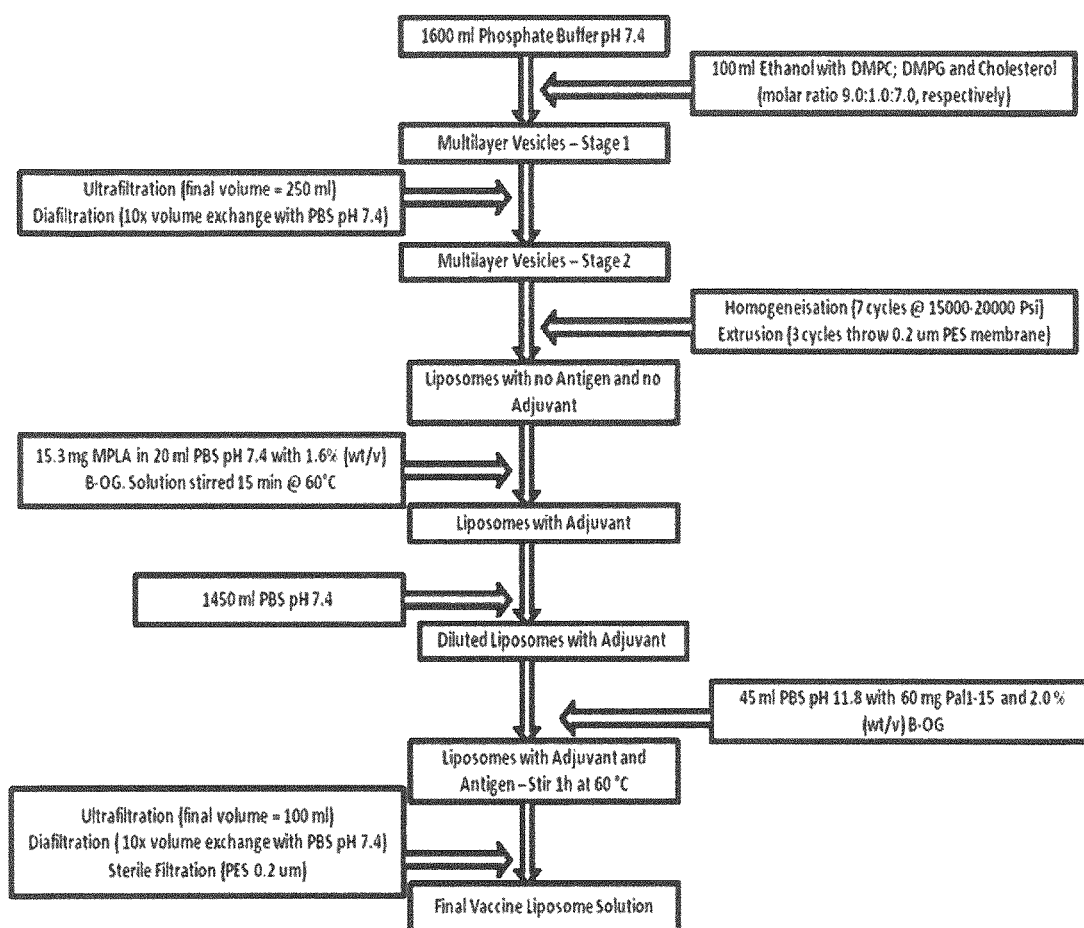 1600 ml Phosphate Buffer pH 7.4
100 ml Ethanol with DMPC; DMPG and Cholesterol
(molar ratio 9.0:1.0:7.0, respectively)
Multilayer Vesicles – Stage 1
Ultrafiltration (final volume = 250 ml)
Diafiltration (10x volume exchange with PBS pH 7.4)
Multilayer Vesicles – Stage 2
Homogeneisation (7 cycles @ 15000-20000 Psi)
Extrusion (3 cycles throw 0.2 um PES membrane)
Liposomes with no Antigen and no
Adjuvant
15.3 mg MPLA in 20 ml PBS pH 7.4 with 1.6% (wt/v)
B-OG. Solution stirred 15 min @ 60°C
Liposomes with Adjuvant
1450 ml PBS pH 7.4
Diluted Liposomes with Adjuvant
45 ml PBS pH 11.8 with 60 mg Pal1-15 and 2.0 %
(wt/v) B-OG
Liposomes with Adjuvant and
Antigen – Stir 1h at 60 °C
Ultrafiltration (final volume = 100 ml)
Diafiltration ( 10x volume exchange with PBS pH 7.4)
Sterile Filtration (PES 0.2 um)
Final Vaccine Liposome Solution